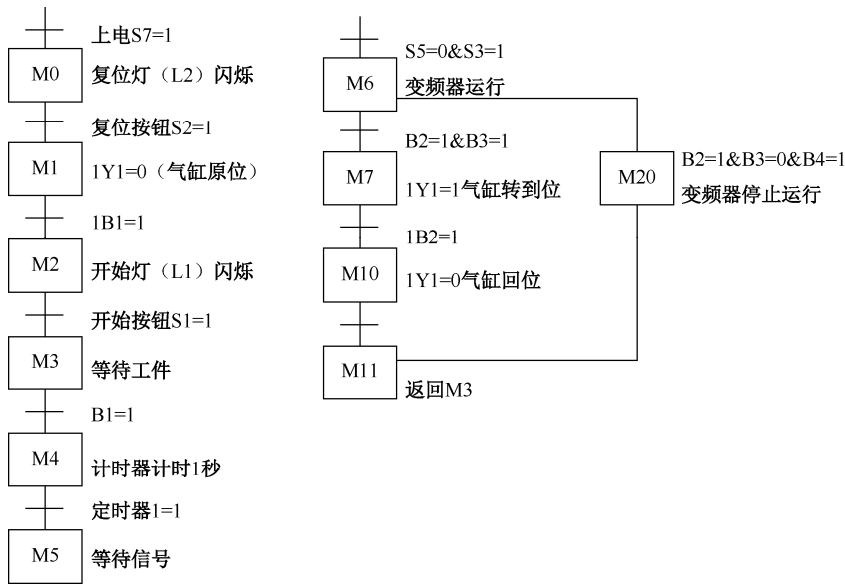 上电S7=1
M0
复位灯（L2）闪烁
复位按钮S2=1
M1
1Y1=0（气缸原位）
1B1=1
M2
开始灯（L1）闪烁
开始按钮S1=1
M3
等待工件
B1=1
M4
计时器计时1秒
定时器1=1
M5
等待信号
S5=0&S3=1
M6
变频器运行
B2=1&B3=1
M7
1Y1=1气缸转到位
1B2=1
M10
1Y1=0气缸回位
M11
返回M3
B2=1&B3=0&B4=1
M20
变频器停止运行